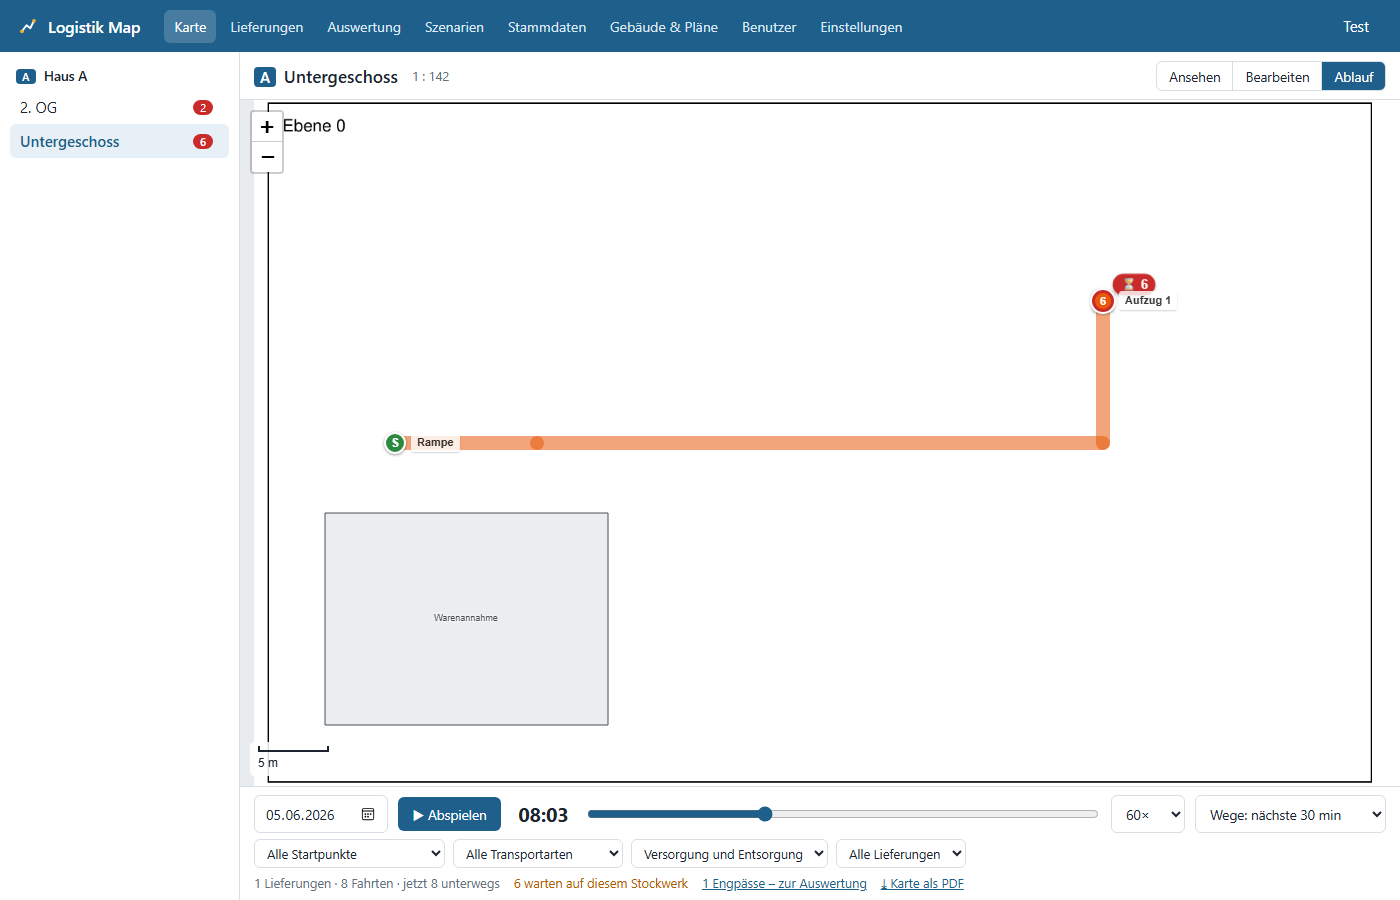 Logistik Map
Karte
Lieferungen
Auswertung
Szenarien
Stammdaten
Gebäude & Pläne
Benutzer
Einstellungen
Test
A Haus A
2. OG 2
Untergeschoss 6
A Untergeschoss 1 : 142
Ansehen
Bearbeiten
Ablauf
+
−
Ebene 0
⏳ 6
6 Aufzug 1
S Rampe
Warenannahme
5 m
05.06.2026
▶ Abspielen
08:03
60×
Wege: nächste 30 min
Alle Startpunkte
Alle Transportarten
Versorgung und Entsorgung
Alle Lieferungen
1 Lieferungen · 8 Fahrten · jetzt 8 unterwegs
6 warten auf diesem Stockwerk
1 Engpässe – zur Auswertung
⤓ Karte als PDF